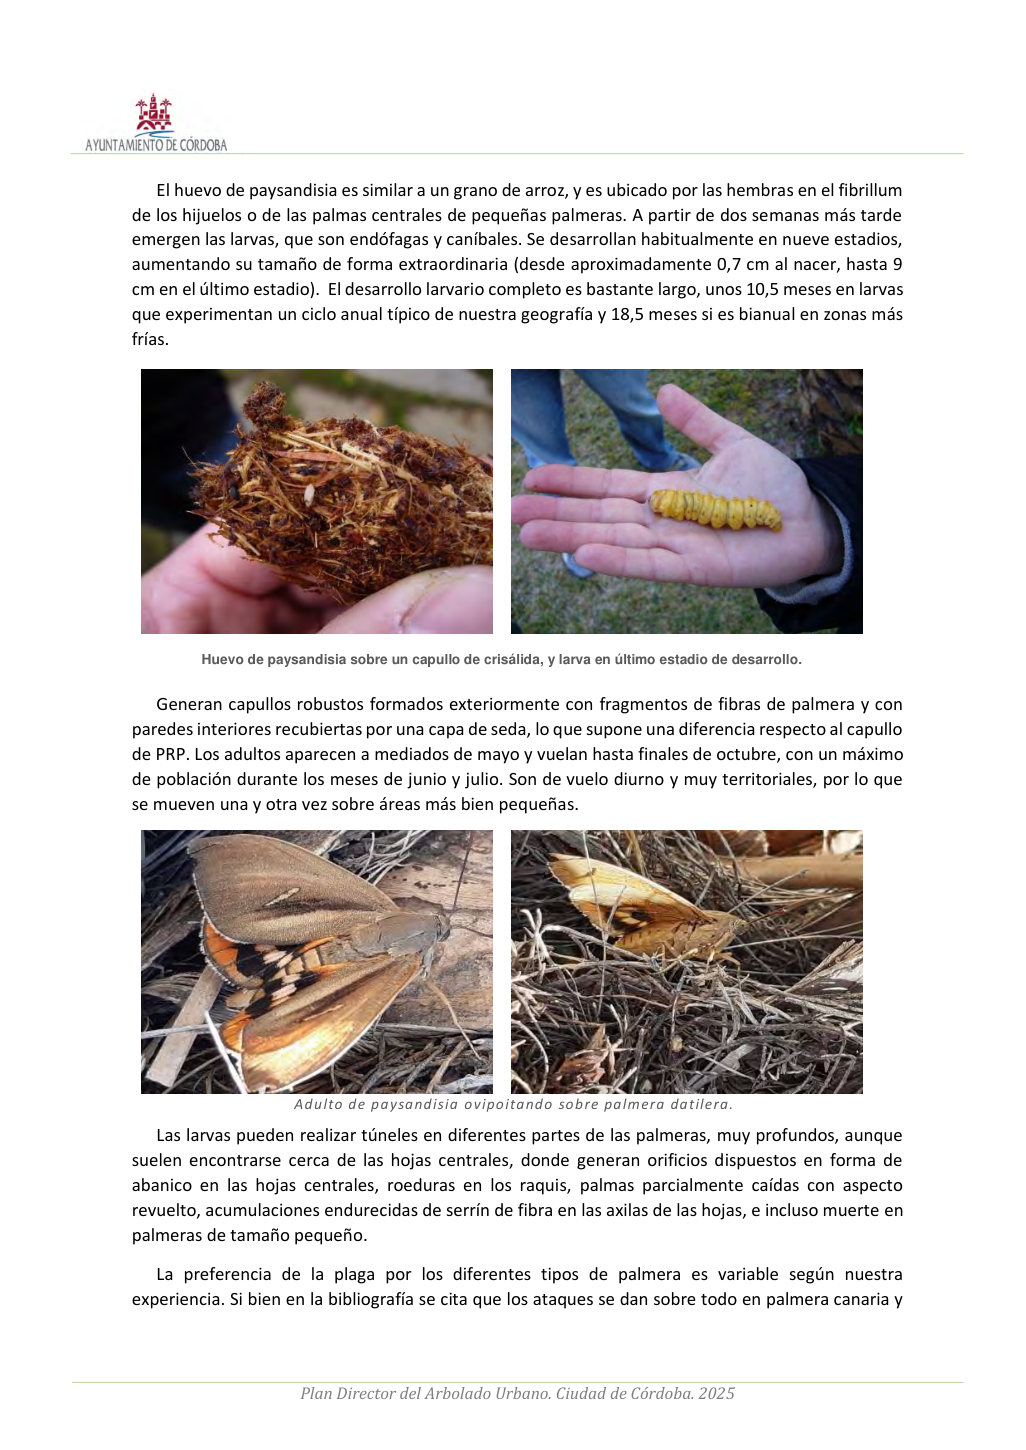 AYUNTAMIENTO DE CÓRDOBA
El huevo de paysandisia es similar a un grano de arroz, y es ubicado por las hembras en el fibrillum
de los hijuelos o de las palmas centrales de pequeñas palmeras. A partir de dos semanas más tarde
emergen las larvas, que son endófagas y caníbales. Se desarrollan habitualmente en nueve estadios,
aumentando su tamaño de forma extraordinaria (desde aproximadamente 0,7 cm al nacer, hasta 9
cm en el último estadio). El desarrollo larvario completo es bastante largo, unos 10,5 meses en larvas
que experimentan un ciclo anual típico de nuestra geografía y 18,5 meses si es bianual en zonas más
frías.
Huevo de paysandisia sobre un capullo de crisálida, y larva en último estadio de desarrollo.
Generan capullos robustos formados exteriormente con fragmentos de fibras de palmera y con
paredes interiores recubiertas por una capa de seda, lo que supone una diferencia respecto al capullo
de PRP. Los adultos aparecen a mediados de mayo y vuelan hasta finales de octubre, con un máximo
de población durante los meses de junio y julio. Son de vuelo diurno y muy territoriales, por lo que
se mueven una y otra vez sobre áreas más bien pequeñas.
Adulto de paysandisia ovipoitando sobre palmera datilera.
Las larvas pueden realizar túneles en diferentes partes de las palmeras, muy profundos, aunque
suelen encontrarse cerca de las hojas centrales, donde generan orificios dispuestos en forma de
abanico en las hojas centrales, roeduras en los raquis, palmas parcialmente caídas con aspecto
revuelto, acumulaciones endurecidas de serrín de fibra en las axilas de las hojas, e incluso muerte en
palmeras de tamaño pequeño.
La preferencia de la plaga por los diferentes tipos de palmera es variable según nuestra
experiencia. Si bien en la bibliografía se cita que los ataques se dan sobre todo en palmera canaria y
Plan Director del Arbolado Urbano. Ciudad de Córdoba. 2025